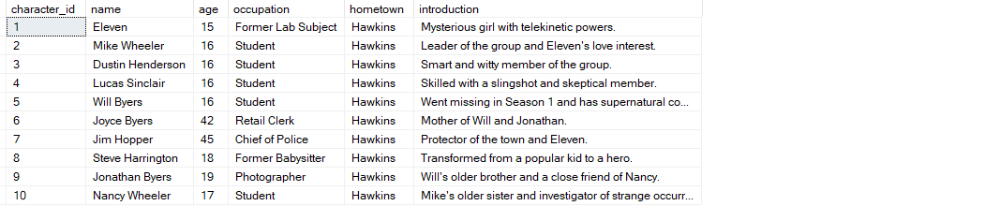 character_id name age occupation hometown introduction
1 Eleven 15 Former Lab Subject Hawkins Mysterious girl with telekinetic powers.
2 Mike Wheeler 16 Student Hawkins Leader of the group and Eleven's love interest.
3 Dustin Henderson 16 Student Hawkins Smart and witty member of the group.
4 Lucas Sinclair 16 Student Hawkins Skilled with a slingshot and skeptical member.
5 Will Byers 16 Student Hawkins Went missing in Season 1 and has supernatural co...
6 Joyce Byers 42 Retail Clerk Hawkins Mother of Will and Jonathan.
7 Jim Hopper 45 Chief of Police Hawkins Protector of the town and Eleven.
8 Steve Harrington 18 Former Babysitter Hawkins Transformed from a popular kid to a hero.
9 Jonathan Byers 19 Photographer Hawkins Will's older brother and a close friend of Nancy.
10 Nancy Wheeler 17 Student Hawkins Mike's older sister and investigator of strange occurr...